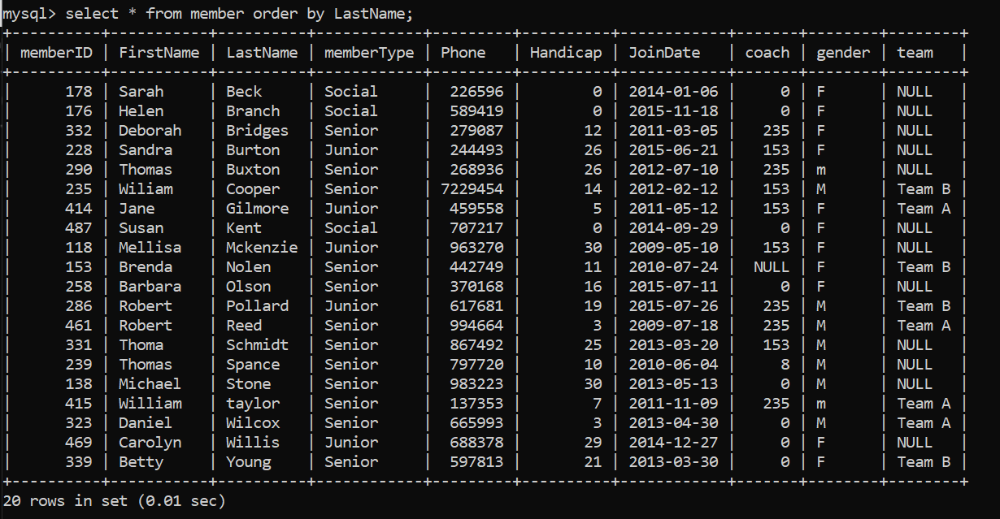 mysql> select * from member order by LastName;
+----------+-----------+----------+------------+---------+----------+------------+-------+--------+--------+
| memberID | FirstName | LastName | memberType | Phone   | Handicap | JoinDate   | coach | gender | team   |
+----------+-----------+----------+------------+---------+----------+------------+-------+--------+--------+
|      178 | Sarah     | Beck     | Social     |  226596 |        0 | 2014-01-06 |     0 | F      | NULL   |
|      176 | Helen     | Branch   | Social     |  589419 |        0 | 2015-11-18 |     0 | F      | NULL   |
|      332 | Deborah   | Bridges  | Senior     |  279087 |       12 | 2011-03-05 |   235 | F      | NULL   |
|      228 | Sandra    | Burton   | Junior     |  244493 |       26 | 2015-06-21 |   153 | F      | NULL   |
|      290 | Thomas    | Buxton   | Senior     |  268936 |       26 | 2012-07-10 |   235 | m      | NULL   |
|      235 | Wiliam    | Cooper   | Senior     | 7229454 |       14 | 2012-02-12 |   153 | M      | Team B |
|      414 | Jane      | Gilmore  | Junior     |  459558 |        5 | 2011-05-12 |   153 | F      | Team A |
|      487 | Susan     | Kent     | Social     |  707217 |        0 | 2014-09-29 |     0 | F      | NULL   |
|      118 | Mellisa   | Mckenzie | Junior     |  963270 |       30 | 2009-05-10 |   153 | F      | NULL   |
|      153 | Brenda    | Nolen    | Senior     |  442749 |       11 | 2010-07-24 |  NULL | F      | Team B |
|      258 | Barbara   | Olson    | Senior     |  370168 |       16 | 2015-07-11 |     0 | F      | NULL   |
|      286 | Robert    | Pollard  | Junior     |  617681 |       19 | 2015-07-26 |   235 | M      | Team B |
|      461 | Robert    | Reed     | Senior     |  994664 |        3 | 2009-07-18 |   235 | M      | Team A |
|      331 | Thoma     | Schmidt  | Senior     |  867492 |       25 | 2013-03-20 |   153 | M      | NULL   |
|      239 | Thomas    | Spance   | Senior     |  797720 |       10 | 2010-06-04 |     8 | M      | NULL   |
|      138 | Michael   | Stone    | Senior     |  983223 |       30 | 2013-05-13 |     0 | M      | NULL   |
|      415 | William   | taylor   | Senior     |  137353 |        7 | 2011-11-09 |   235 | m      | Team A |
|      323 | Daniel    | Wilcox   | Senior     |  665993 |        3 | 2013-04-30 |     0 | M      | Team A |
|      469 | Carolyn   | Willis   | Junior     |  688378 |       29 | 2014-12-27 |     0 | F      | NULL   |
|      339 | Betty     | Young    | Senior     |  597813 |       21 | 2013-03-30 |     0 | F      | Team B |
+----------+-----------+----------+------------+---------+----------+------------+-------+--------+--------+
20 rows in set (0.01 sec)